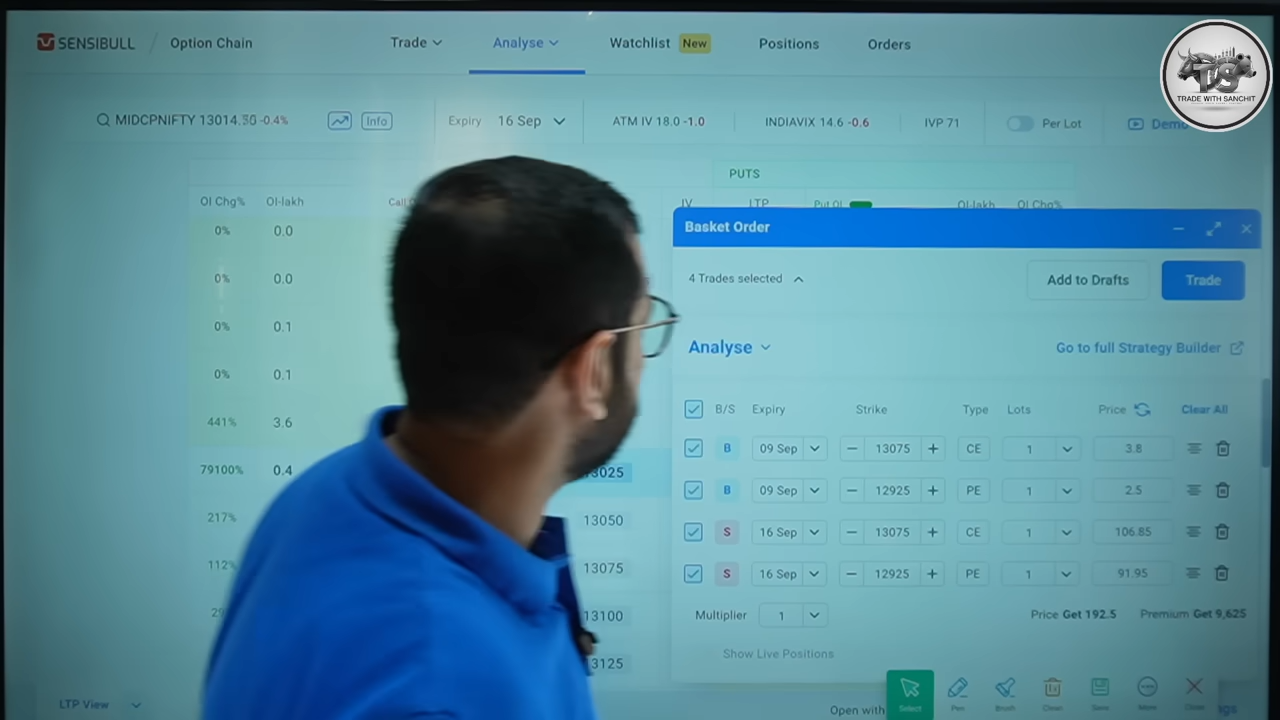 SENSIBULL / Option Chain Trade Analyse Watchlist New Positions Orders
TDS
TRADE WITH SANCHIT
MIDCPNIFTY 13014.35 -0.4% Info Expiry 16 Sep ATM IV 18.0 -1.0 INDIAVIX 14.6 -0.6 IVP 71 Per Lot Demo
PUTS
OI Chg% OI-lakh Call IV LTP Put OI OI-lakh OI Chg%
0% 0.0
0% 0.0
0% 0.1
0% 0.1
441% 3.6
79100% 0.4 13025
217% 13050
112% 13075
13100
3125
Basket Order
4 Trades selected Add to Drafts Trade
Analyse Go to full Strategy Builder
B/S Expiry Strike Type Lots Price Clear All
B 09 Sep − 13075 + CE 1 3.8
B 09 Sep − 12925 + PE 1 2.5
S 16 Sep − 13075 + CE 1 106.85
S 16 Sep − 12925 + PE 1 91.95
Multiplier 1 Price Get 192.5 Premium Get 9,625
Show Live Positions
LTP View Open with
Select Pen Brush Clean Save More Close